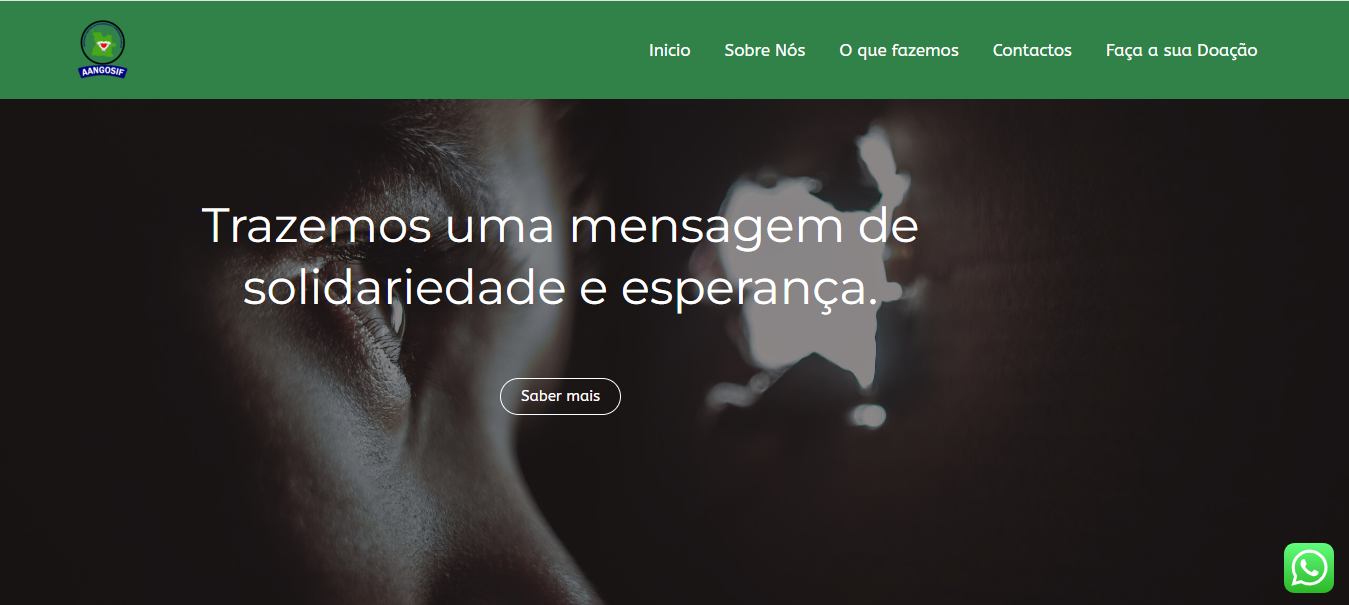 AANGOSIF
Inicio
Sobre Nós
O que fazemos
Contactos
Faça a sua Doação
Trazemos uma mensagem de
solidariedade e esperança.
Saber mais